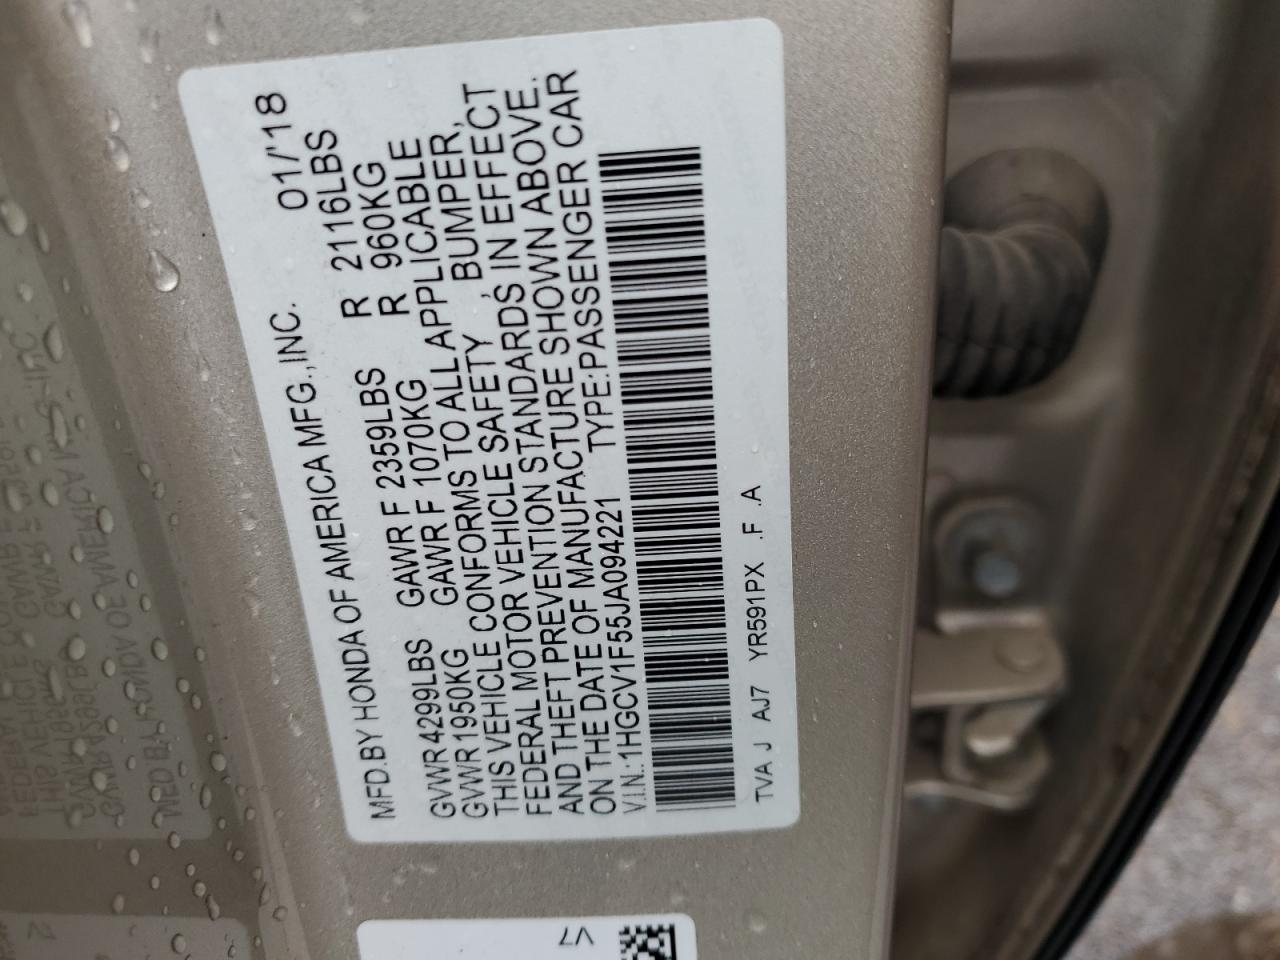 MFD.BY HONDA OF AMERICA MFG.,INC. 01/'18
GVWR 4299LBS GAWR F 2359LBS R 2116LBS
GVWR 1950KG GAWR F 1070KG R 960KG
THIS VEHICLE CONFORMS TO ALL APPLICABLE
FEDERAL MOTOR VEHICLE SAFETY, BUMPER,
AND THEFT PREVENTION STANDARDS IN EFFECT
ON THE DATE OF MANUFACTURE SHOWN ABOVE.
V.I.N.:1HGCV1F55JA094221 TYPE:PASSENGER CAR
TVA J AJ7 YR591PX .F .A
V7